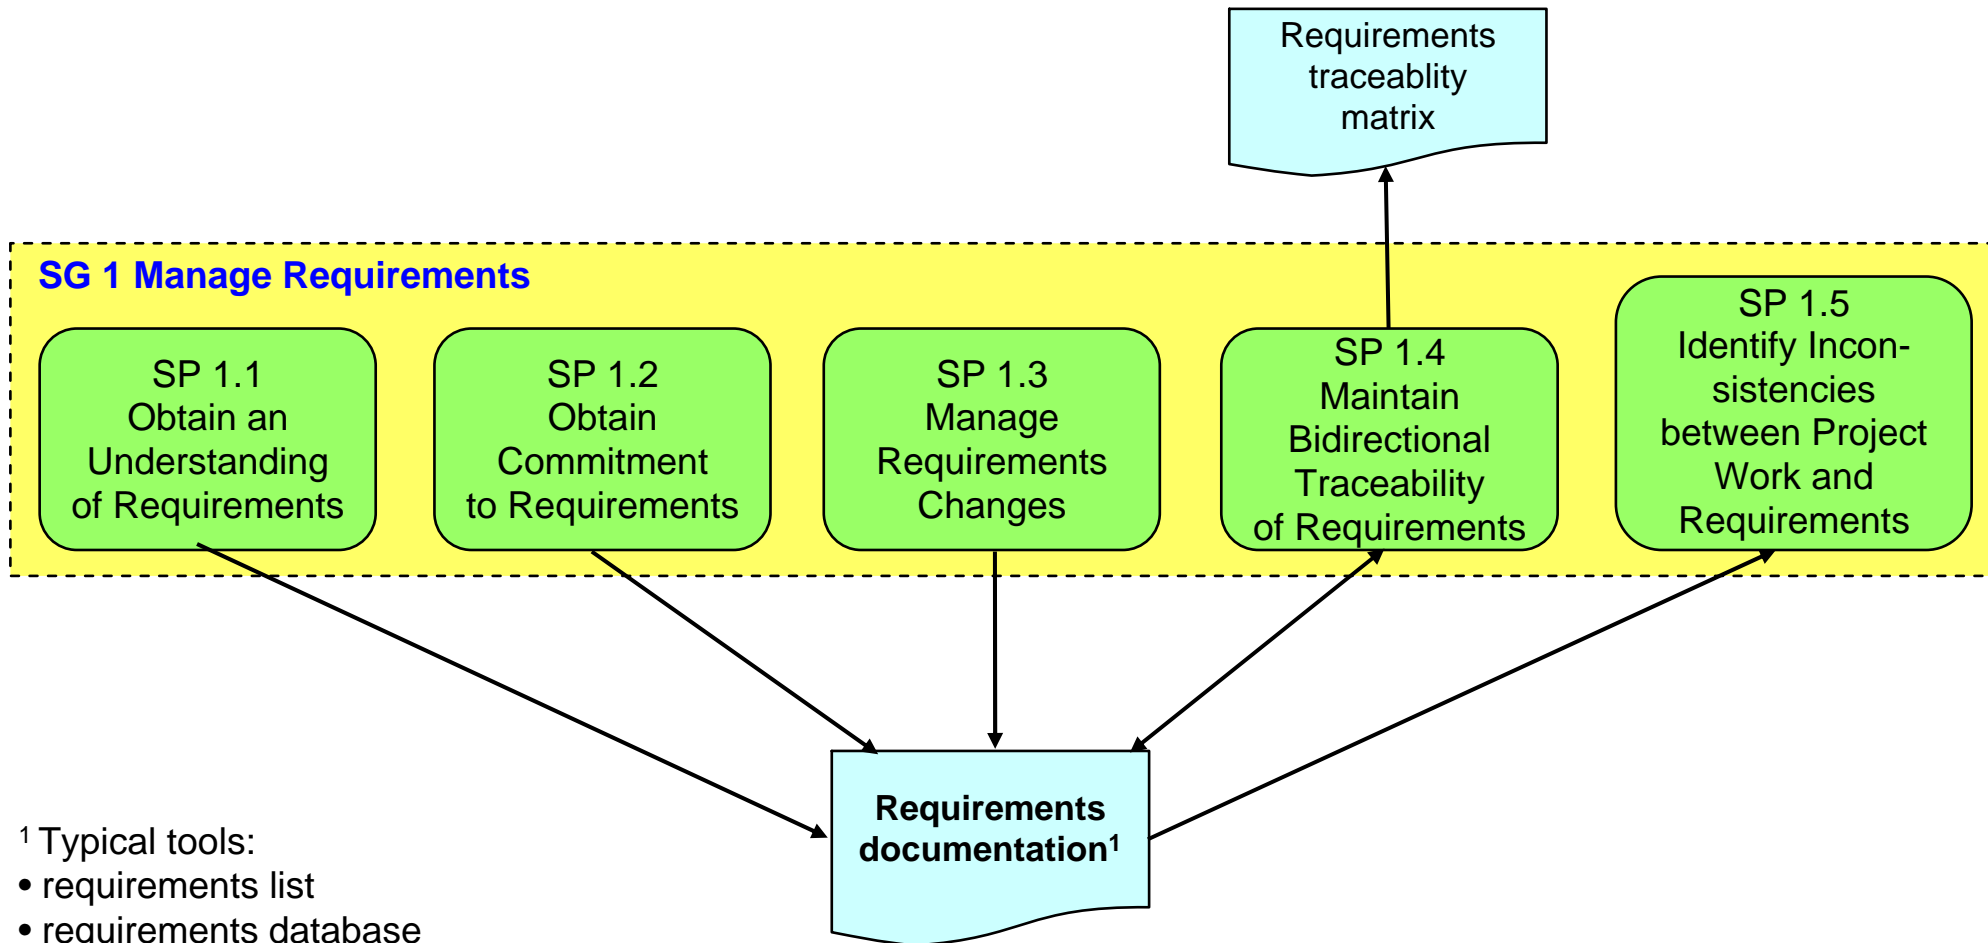 Requirements
traceablity
matrix
SG 1 Manage Requirements
SP 1.1
Obtain an
Understanding
of Requirements
SP 1.2
Obtain
Commitment
to Requirements
SP 1.3
Manage
Requirements
Changes
SP 1.4
Maintain
Bidirectional
Traceability
of Requirements
SP 1.5
Identify Incon-
sistencies
between Project
Work and
Requirements
Requirements
documentation¹
¹ Typical tools:
• requirements list
• requirements database